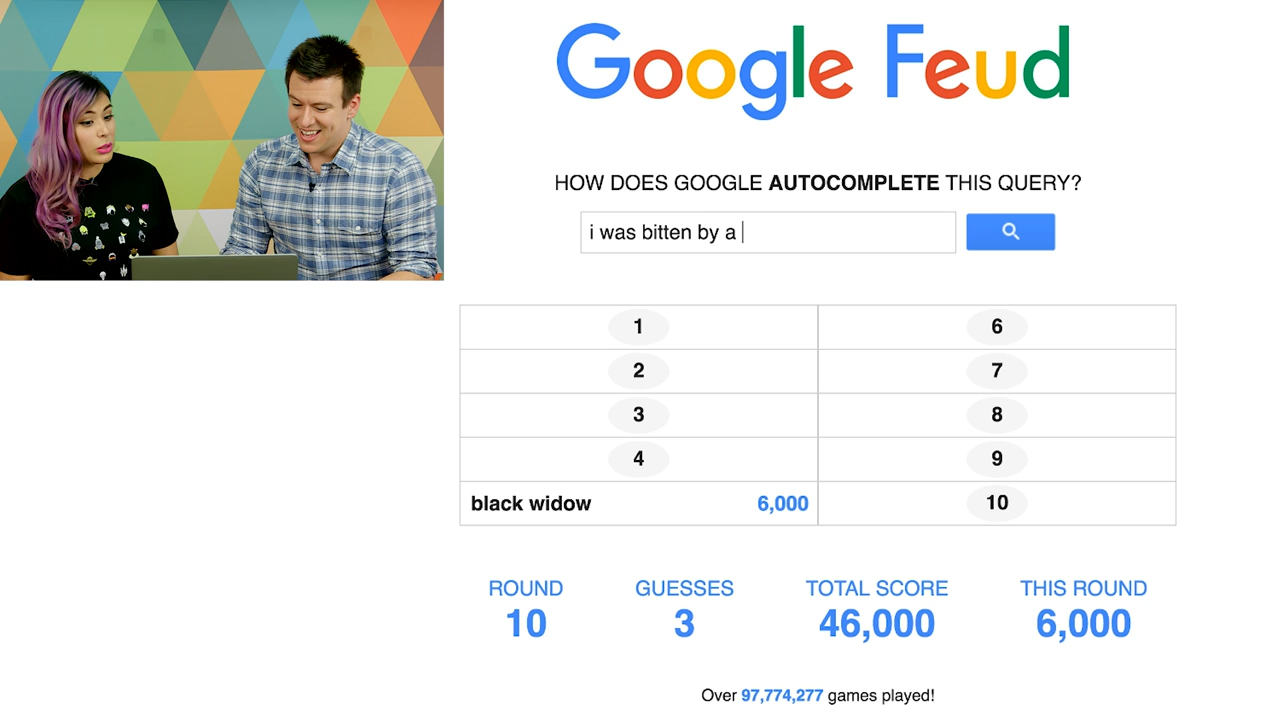 Google Feud
HOW DOES GOOGLE AUTOCOMPLETE THIS QUERY?
i was bitten by a
1
6
2
7
3
8
4
9
black widow 6,000
10
ROUND
GUESSES
TOTAL SCORE
THIS ROUND
10
3
46,000
6,000
Over 97,774,277 games played!